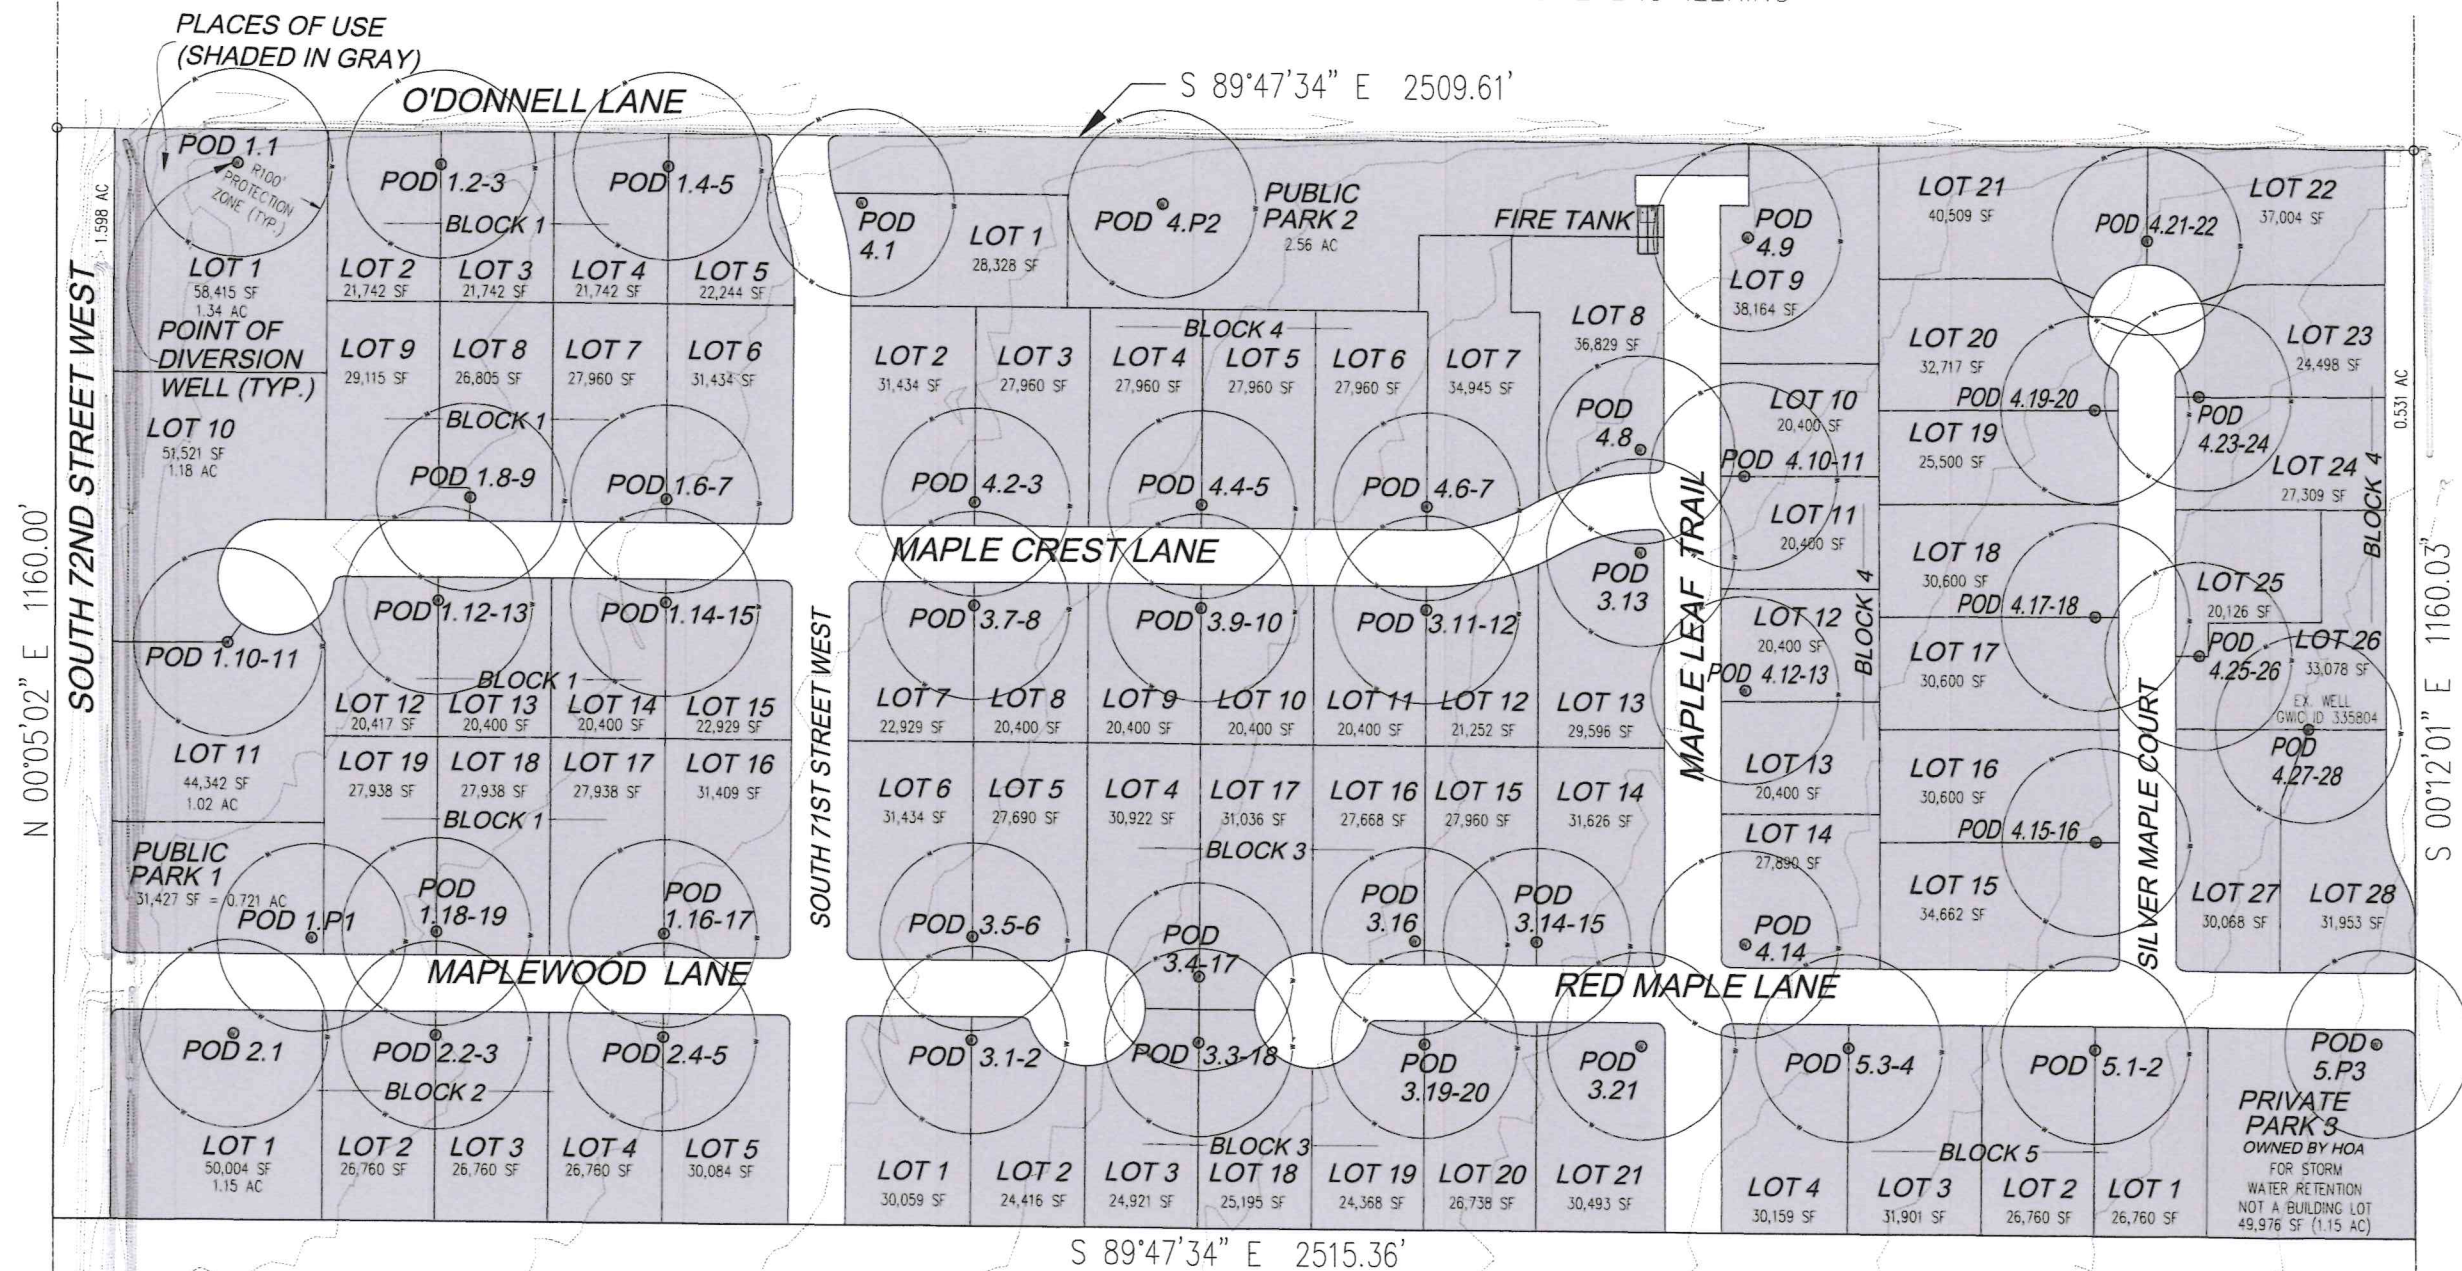 PLACES OF USE
(SHADED IN GRAY)
O'DONNELL LANE
S 89°47'34" E 2509.61'
POD 1.1
R100'
PROTECTION
ZONE (TYP.)
POD 1.2-3
POD 1.4-5
BLOCK 1
LOT 1
58,415 SF
1.34 AC
LOT 2
21,742 SF
LOT 3
21,742 SF
LOT 4
21,742 SF
LOT 5
22,244 SF
1.598 AC
POINT OF
DIVERSION
WELL (TYP.)
LOT 9
29,115 SF
LOT 8
26,805 SF
LOT 7
27,960 SF
LOT 6
31,434 SF
LOT 10
51,521 SF
1.18 AC
BLOCK 1
POD 1.8-9
POD 1.6-7
SOUTH 72ND STREET WEST
N 00°05'02" E 1160.00'
POD 1.10-11
POD 1.12-13
POD 1.14-15
BLOCK 1
LOT 12
20,417 SF
LOT 13
20,400 SF
LOT 14
20,400 SF
LOT 15
22,929 SF
LOT 11
44,342 SF
1.02 AC
LOT 19
27,938 SF
LOT 18
27,938 SF
LOT 17
27,938 SF
LOT 16
31,409 SF
BLOCK 1
PUBLIC
PARK 1
31,427 SF = 0.721 AC
POD 1.P1
POD
1.18-19
POD
1.16-17
MAPLEWOOD LANE
POD 2.1
POD 2.2-3
POD 2.4-5
BLOCK 2
LOT 1
50,004 SF
1.15 AC
LOT 2
26,760 SF
LOT 3
26,760 SF
LOT 4
26,760 SF
LOT 5
30,084 SF
SOUTH 71ST STREET WEST
POD
4.1
LOT 1
28,328 SF
POD 4.P2
PUBLIC
PARK 2
2.56 AC
FIRE TANK
BLOCK 4
LOT 2
31,434 SF
LOT 3
27,960 SF
LOT 4
27,960 SF
LOT 5
27,960 SF
LOT 6
27,960 SF
LOT 7
34,945 SF
LOT 8
36,829 SF
POD
4.8
POD 4.2-3
POD 4.4-5
POD 4.6-7
MAPLE CREST LANE
POD 3.7-8
POD 3.9-10
POD 3.11-12
POD
3.13
LOT 7
22,929 SF
LOT 8
20,400 SF
LOT 9
20,400 SF
LOT 10
20,400 SF
LOT 11
20,400 SF
LOT 12
21,252 SF
LOT 13
29,596 SF
LOT 6
31,434 SF
LOT 5
27,690 SF
LOT 4
30,922 SF
LOT 17
31,036 SF
LOT 16
27,668 SF
LOT 15
27,960 SF
LOT 14
31,626 SF
BLOCK 3
POD 3.5-6
POD
3.4-17
POD
3.16
POD
3.14-15
RED MAPLE LANE
POD 3.1-2
POD 3.3-18
POD
3.19-20
POD
3.21
BLOCK 3
LOT 1
30,059 SF
LOT 2
24,416 SF
LOT 3
24,921 SF
LOT 18
25,195 SF
LOT 19
24,368 SF
LOT 20
26,738 SF
LOT 21
30,493 SF
MAPLE LEAF TRAIL
POD
4.9
LOT 9
38,164 SF
LOT 10
20,400 SF
POD 4.10-11
LOT 11
20,400 SF
LOT 12
20,400 SF
POD 4.12-13
BLOCK 4
LOT 13
20,400 SF
LOT 14
27,890 SF
POD
4.14
LOT 21
40,509 SF
POD 4.21-22
LOT 22
37,004 SF
LOT 20
32,717 SF
POD 4.19-20
LOT 19
25,500 SF
LOT 18
30,600 SF
POD 4.17-18
LOT 17
30,600 SF
LOT 16
30,600 SF
POD 4.15-16
LOT 15
34,662 SF
SILVER MAPLE COURT
LOT 23
24,498 SF
POD
4.23-24
LOT 24
27,309 SF
0.531 AC
BLOCK 4
LOT 25
20,126 SF
POD
4.25-26
LOT 26
33,078 SF
EX. WELL
GWIC ID 335804
POD
4.27-28
LOT 27
30,068 SF
LOT 28
31,953 SF
S 00°12'01" E 1160.03"
POD 5.3-4
POD 5.1-2
POD
5.P3
BLOCK 5
LOT 4
30,159 SF
LOT 3
31,901 SF
LOT 2
26,760 SF
LOT 1
26,760 SF
PRIVATE
PARK 3
OWNED BY HOA
FOR STORM
WATER RETENTION
NOT A BUILDING LOT
49,976 SF (1.15 AC)
S 89°47'34" E 2515.36'